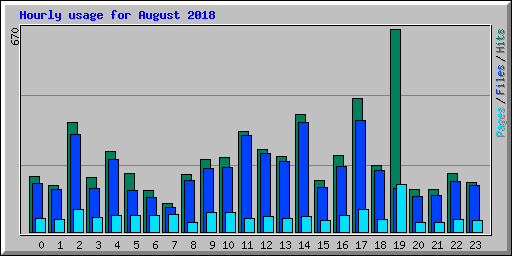 Hourly usage for August 2018
670
Pages/Files/Hits
0 1 2 3 4 5 6 7 8 9 10 11 12 13 14 15 16 17 18 19 20 21 22 23